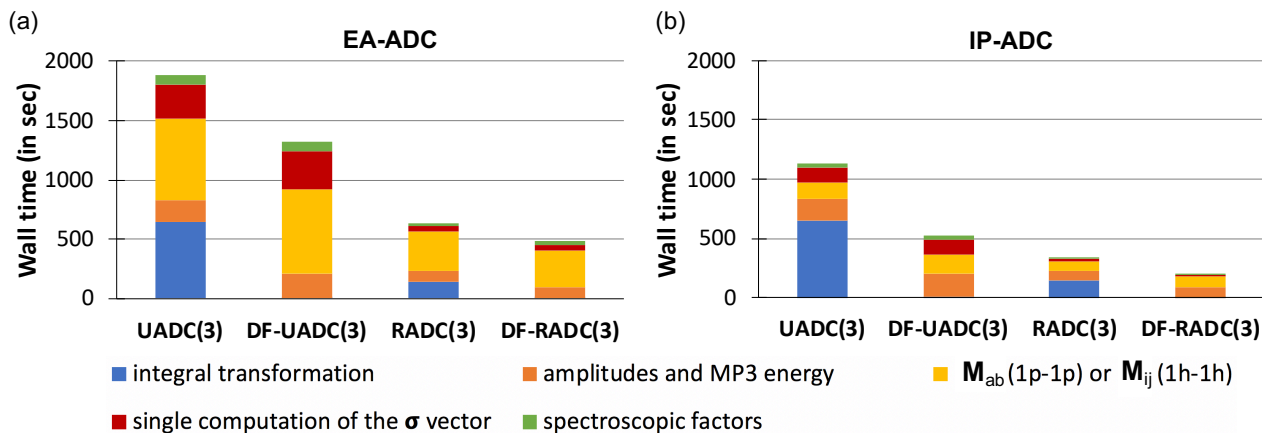 (a)
EA-ADC
Wall time (in sec)
2000
1500
1000
500
0
UADC(3) DF-UADC(3) RADC(3) DF-RADC(3)
(b)
IP-ADC
Wall time (in sec)
2000
1500
1000
500
0
UADC(3) DF-UADC(3) RADC(3) DF-RADC(3)
integral transformation
amplitudes and MP3 energy
M_ab (1p-1p) or M_ij (1h-1h)
single computation of the σ vector
spectroscopic factors